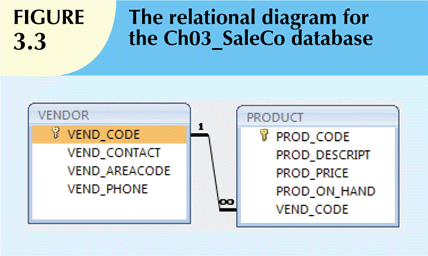 FIGURE
3.3
The relational diagram for
the Ch03_SaleCo database
VENDOR
VEND_CODE
VEND_CONTACT
VEND_AREACODE
VEND_PHONE
1
∞
PRODUCT
PROD_CODE
PROD_DESCRIPT
PROD_PRICE
PROD_ON_HAND
VEND_CODE